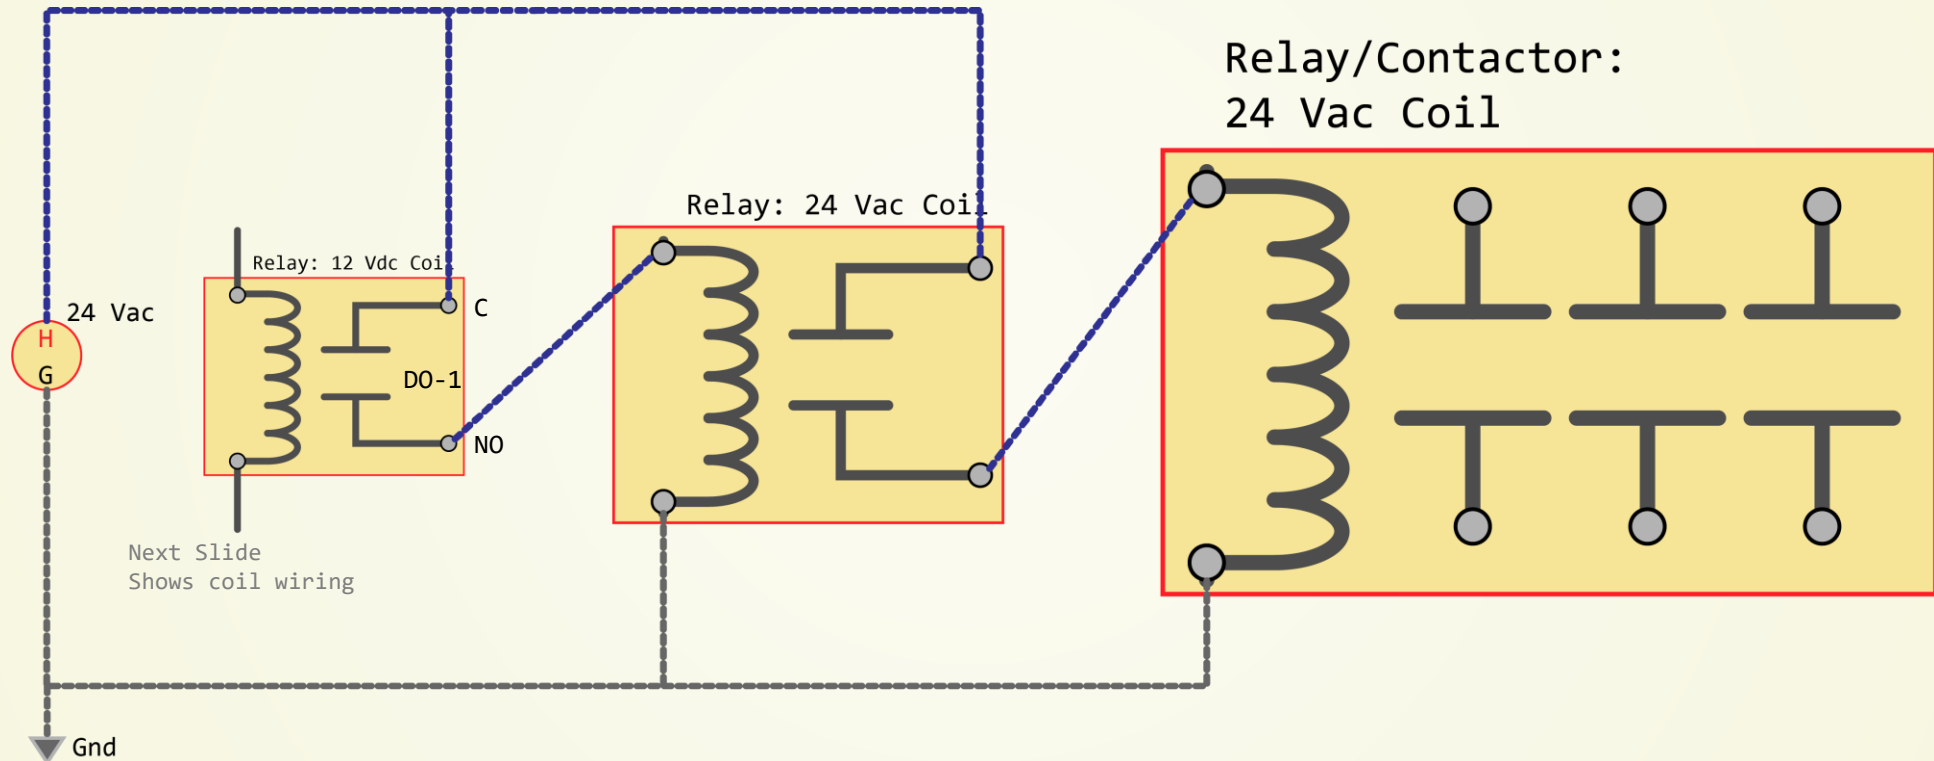 Relay/Contactor:
24 Vac Coil
Relay: 24 Vac Coil
Relay: 12 Vdc Coil
24 Vac
H
G
C
DO-1
NO
Next Slide
Shows coil wiring
Gnd